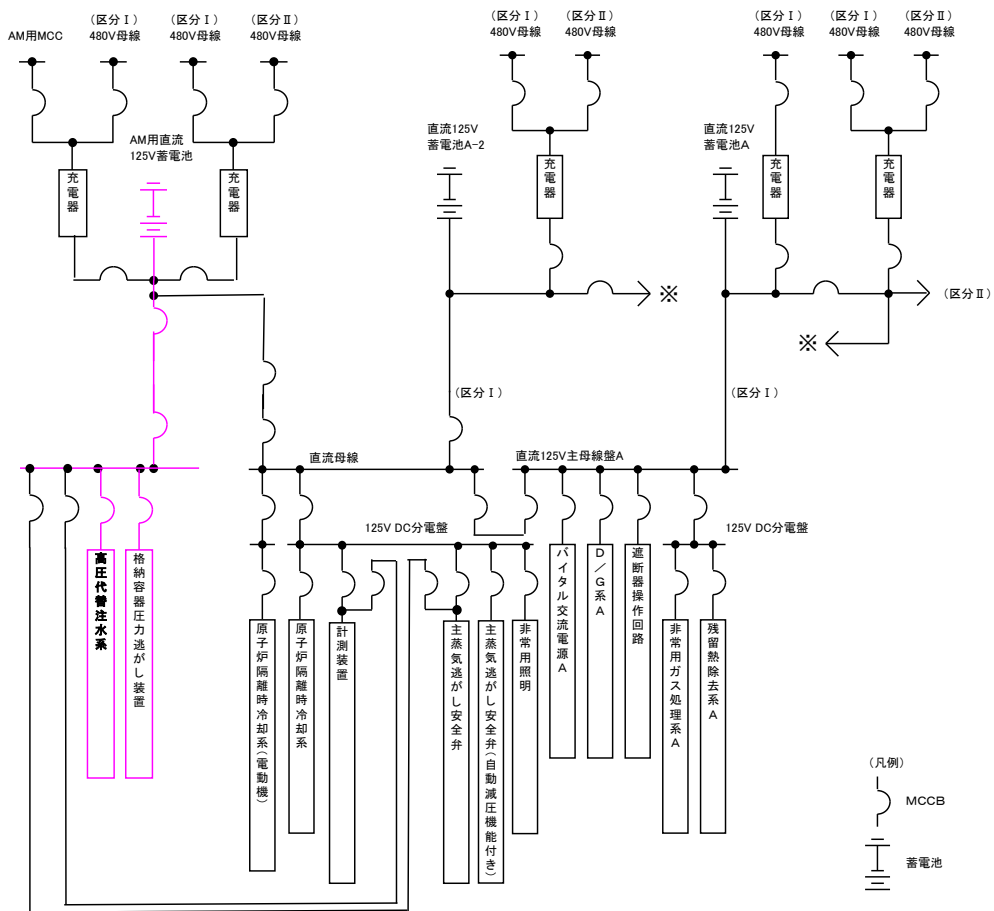 AM用MCC
(区分Ⅰ)
480V母線
(区分Ⅰ)
480V母線
(区分Ⅱ)
480V母線
(区分Ⅰ)
480V母線
(区分Ⅱ)
480V母線
(区分Ⅰ)
480V母線
(区分Ⅰ)
480V母線
(区分Ⅱ)
480V母線
AM用直流
125V蓄電池
直流125V
蓄電池A-2
直流125V
蓄電池A
充電器
充電器
充電器
充電器
充電器
※
(区分Ⅱ)
※
(区分Ⅰ)
(区分Ⅰ)
直流母線
直流125V主母線盤A
125V DC分電盤
125V DC分電盤
高圧代替注水系
格納容器圧力逃がし装置
原子炉隔離時冷却系(電動機)
原子炉隔離時冷却系
計測装置
主蒸気逃がし安全弁
主蒸気逃がし安全弁(自動減圧機能付き)
非常用照明
バイタル交流電源A
D/G系A
遮断器操作回路
非常用ガス処理系A
残留熱除去系A
(凡例)
MCCB
蓄電池